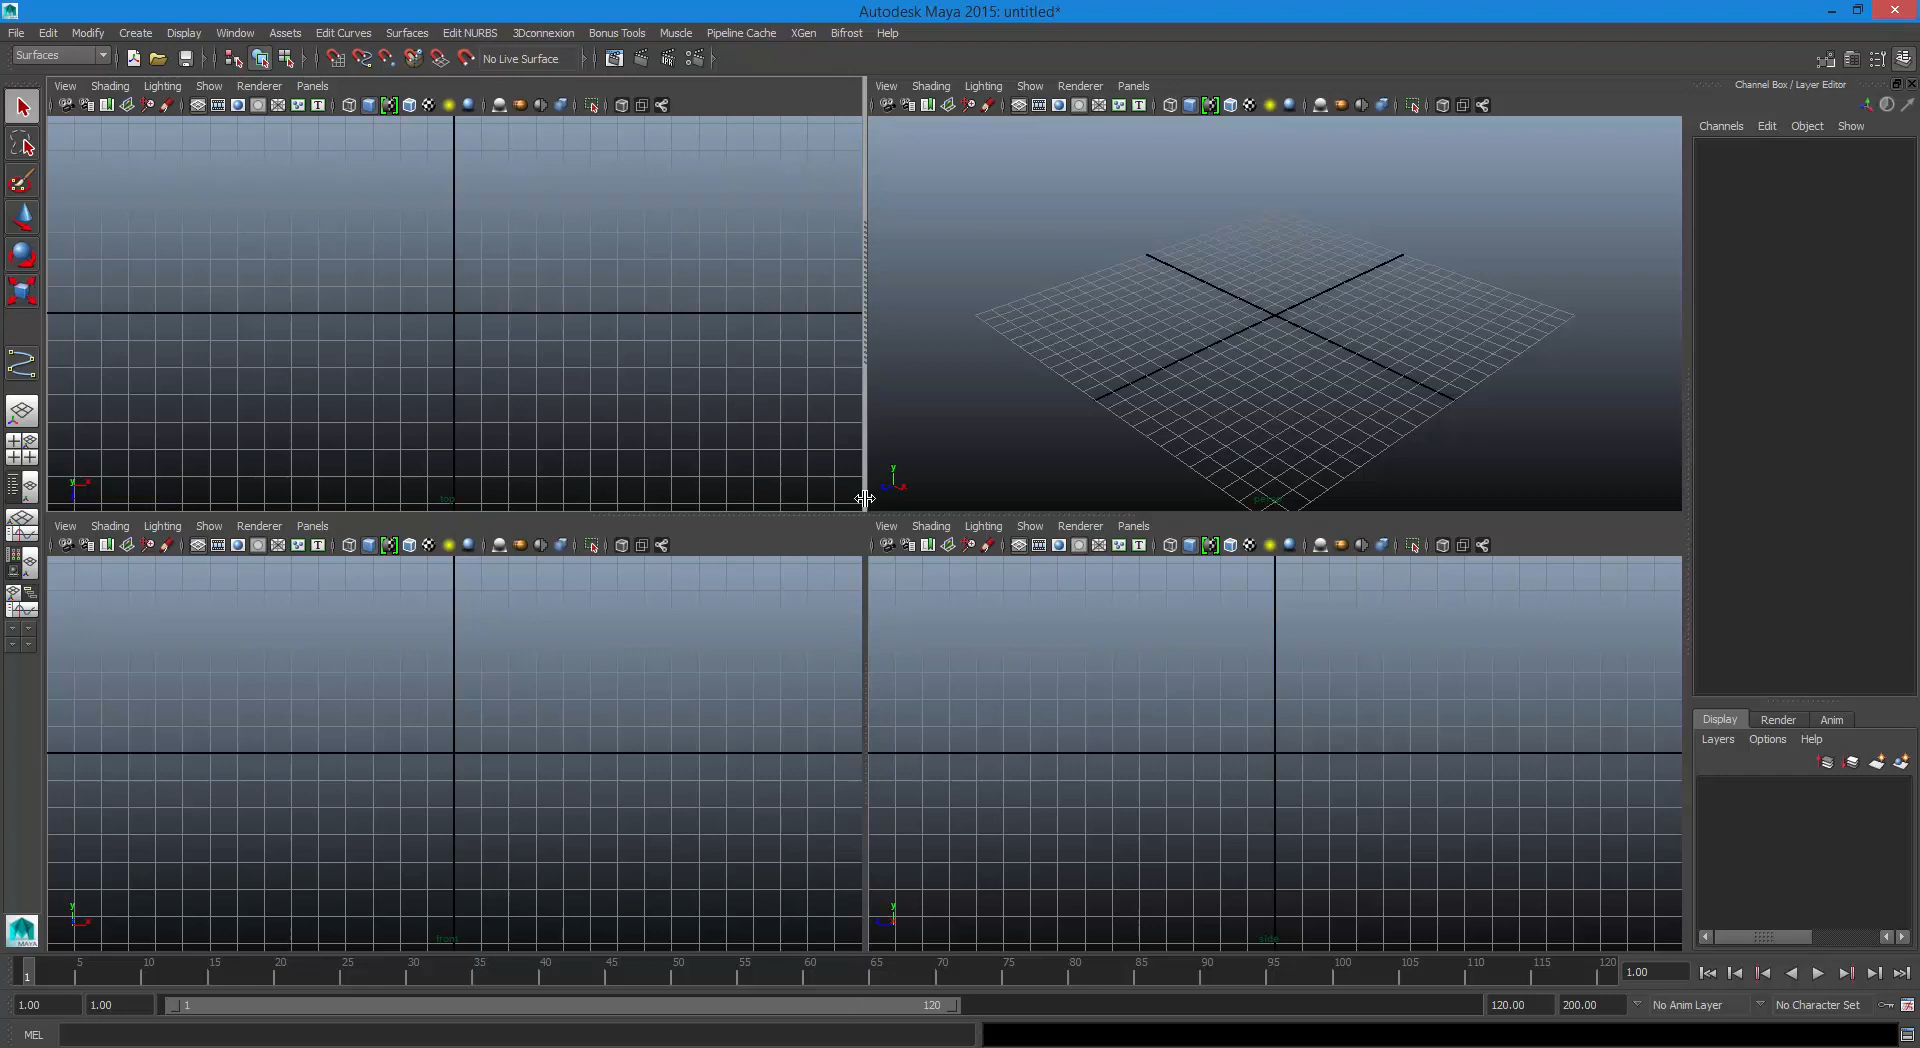 Autodesk Maya 2015: untitled*
File Edit Modify Create Display Window Assets Edit Curves Surfaces Edit NURBS 3Dconnexion Bonus Tools Muscle Pipeline Cache XGen Bifrost Help
Surfaces No Live Surface
View Shading Lighting Show Renderer Panels
View Shading Lighting Show Renderer Panels
Channel Box / Layer Editor
Channels Edit Object Show
y x
top
y x
persp
View Shading Lighting Show Renderer Panels
View Shading Lighting Show Renderer Panels
Display Render Anim
Layers Options Help
y x
front
y
side
MAYA
1 5 10 15 20 25 30 35 40 45 50 55 60 65 70 75 80 85 90 95 100 105 110 115 120 1.00
1.00 1.00 1 120 120.00 200.00 No Anim Layer No Character Set
MEL